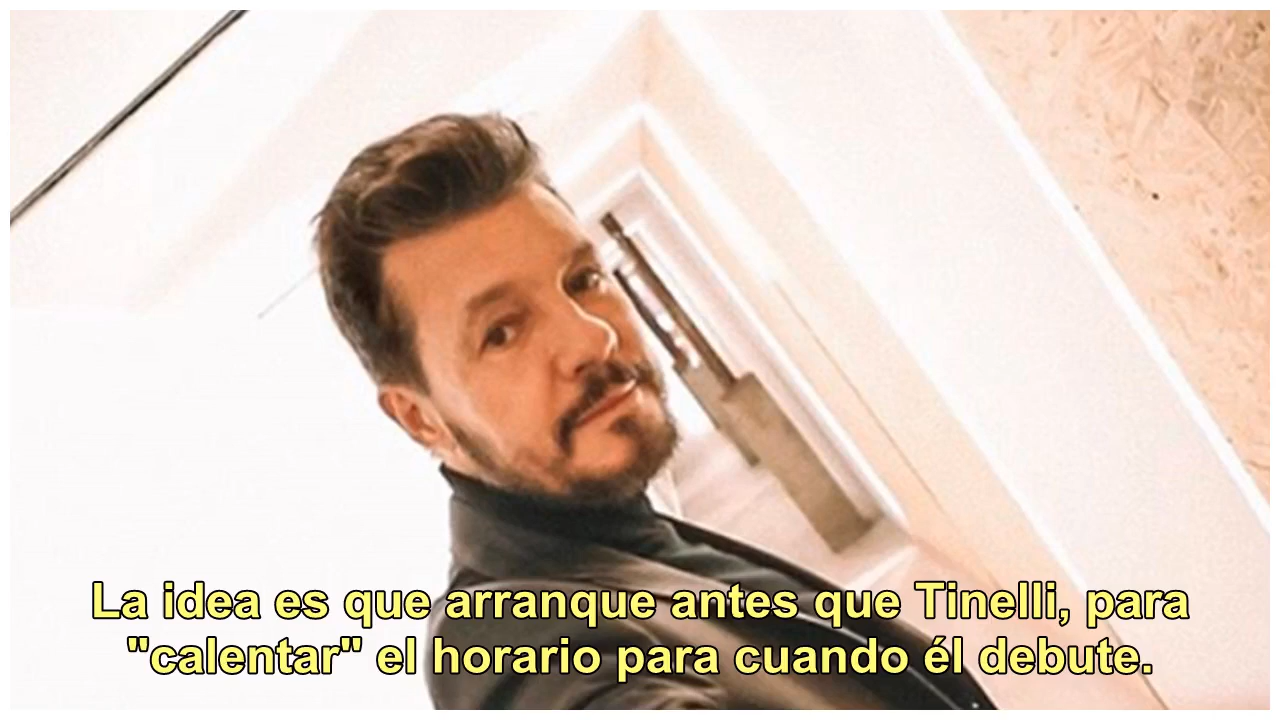 La idea es que arranque antes que Tinelli, para
"calentar" el horario para cuando él debute.